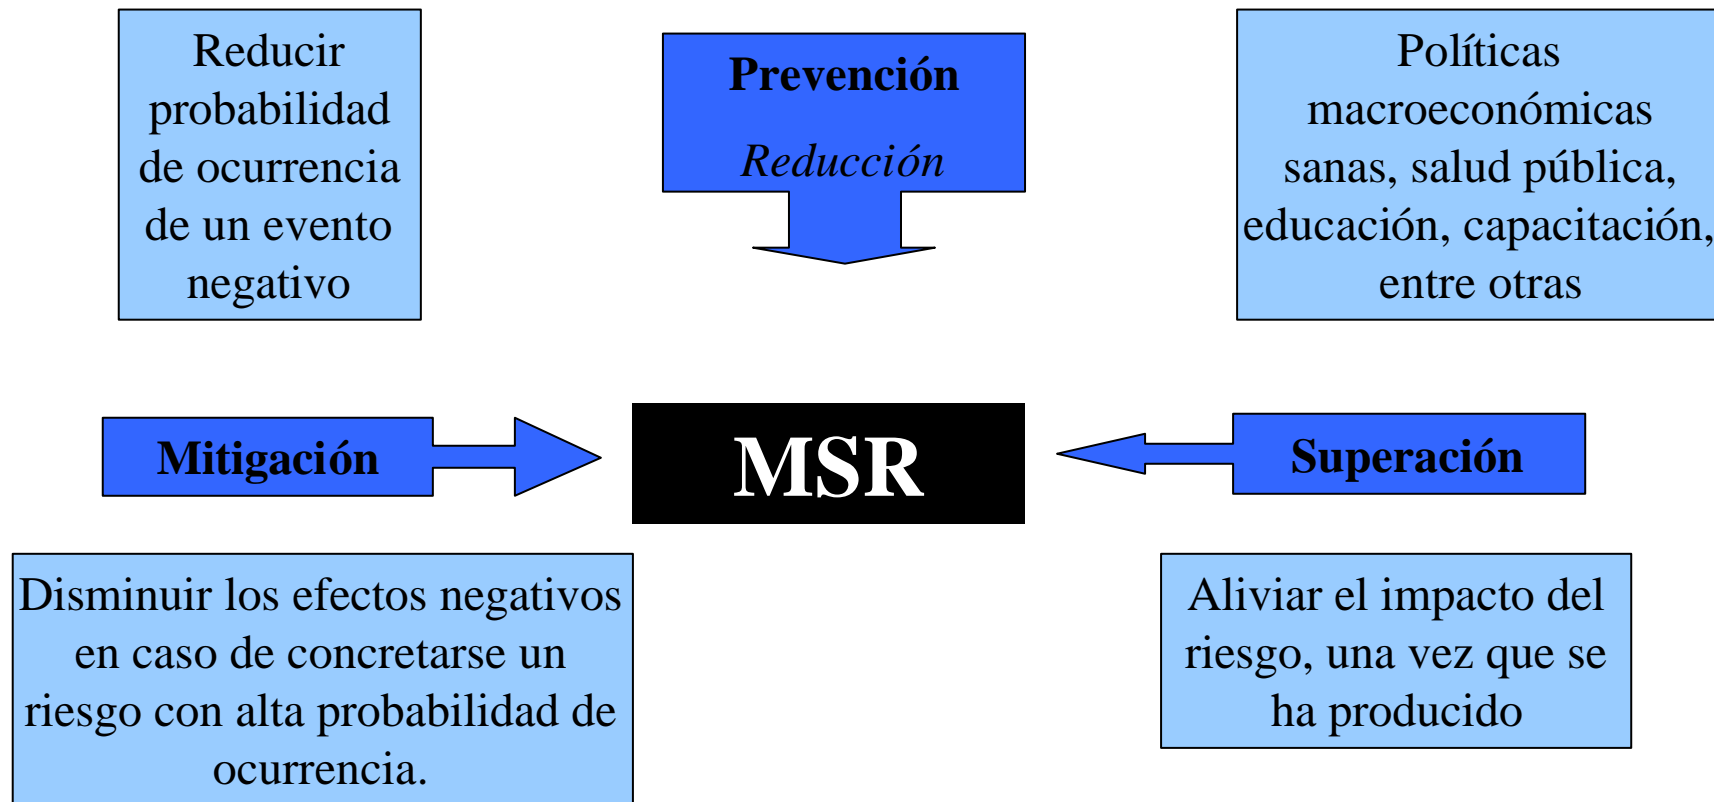 Reducir
probabilidad
de ocurrencia
de un evento
negativo
Prevención
Reducción
Políticas
macroeconómicas
sanas, salud pública,
educación, capacitación,
entre otras
Mitigación
MSR
Superación
Disminuir los efectos negativos
en caso de concretarse un
riesgo con alta probabilidad de
ocurrencia.
Aliviar el impacto del
riesgo, una vez que se
ha producido